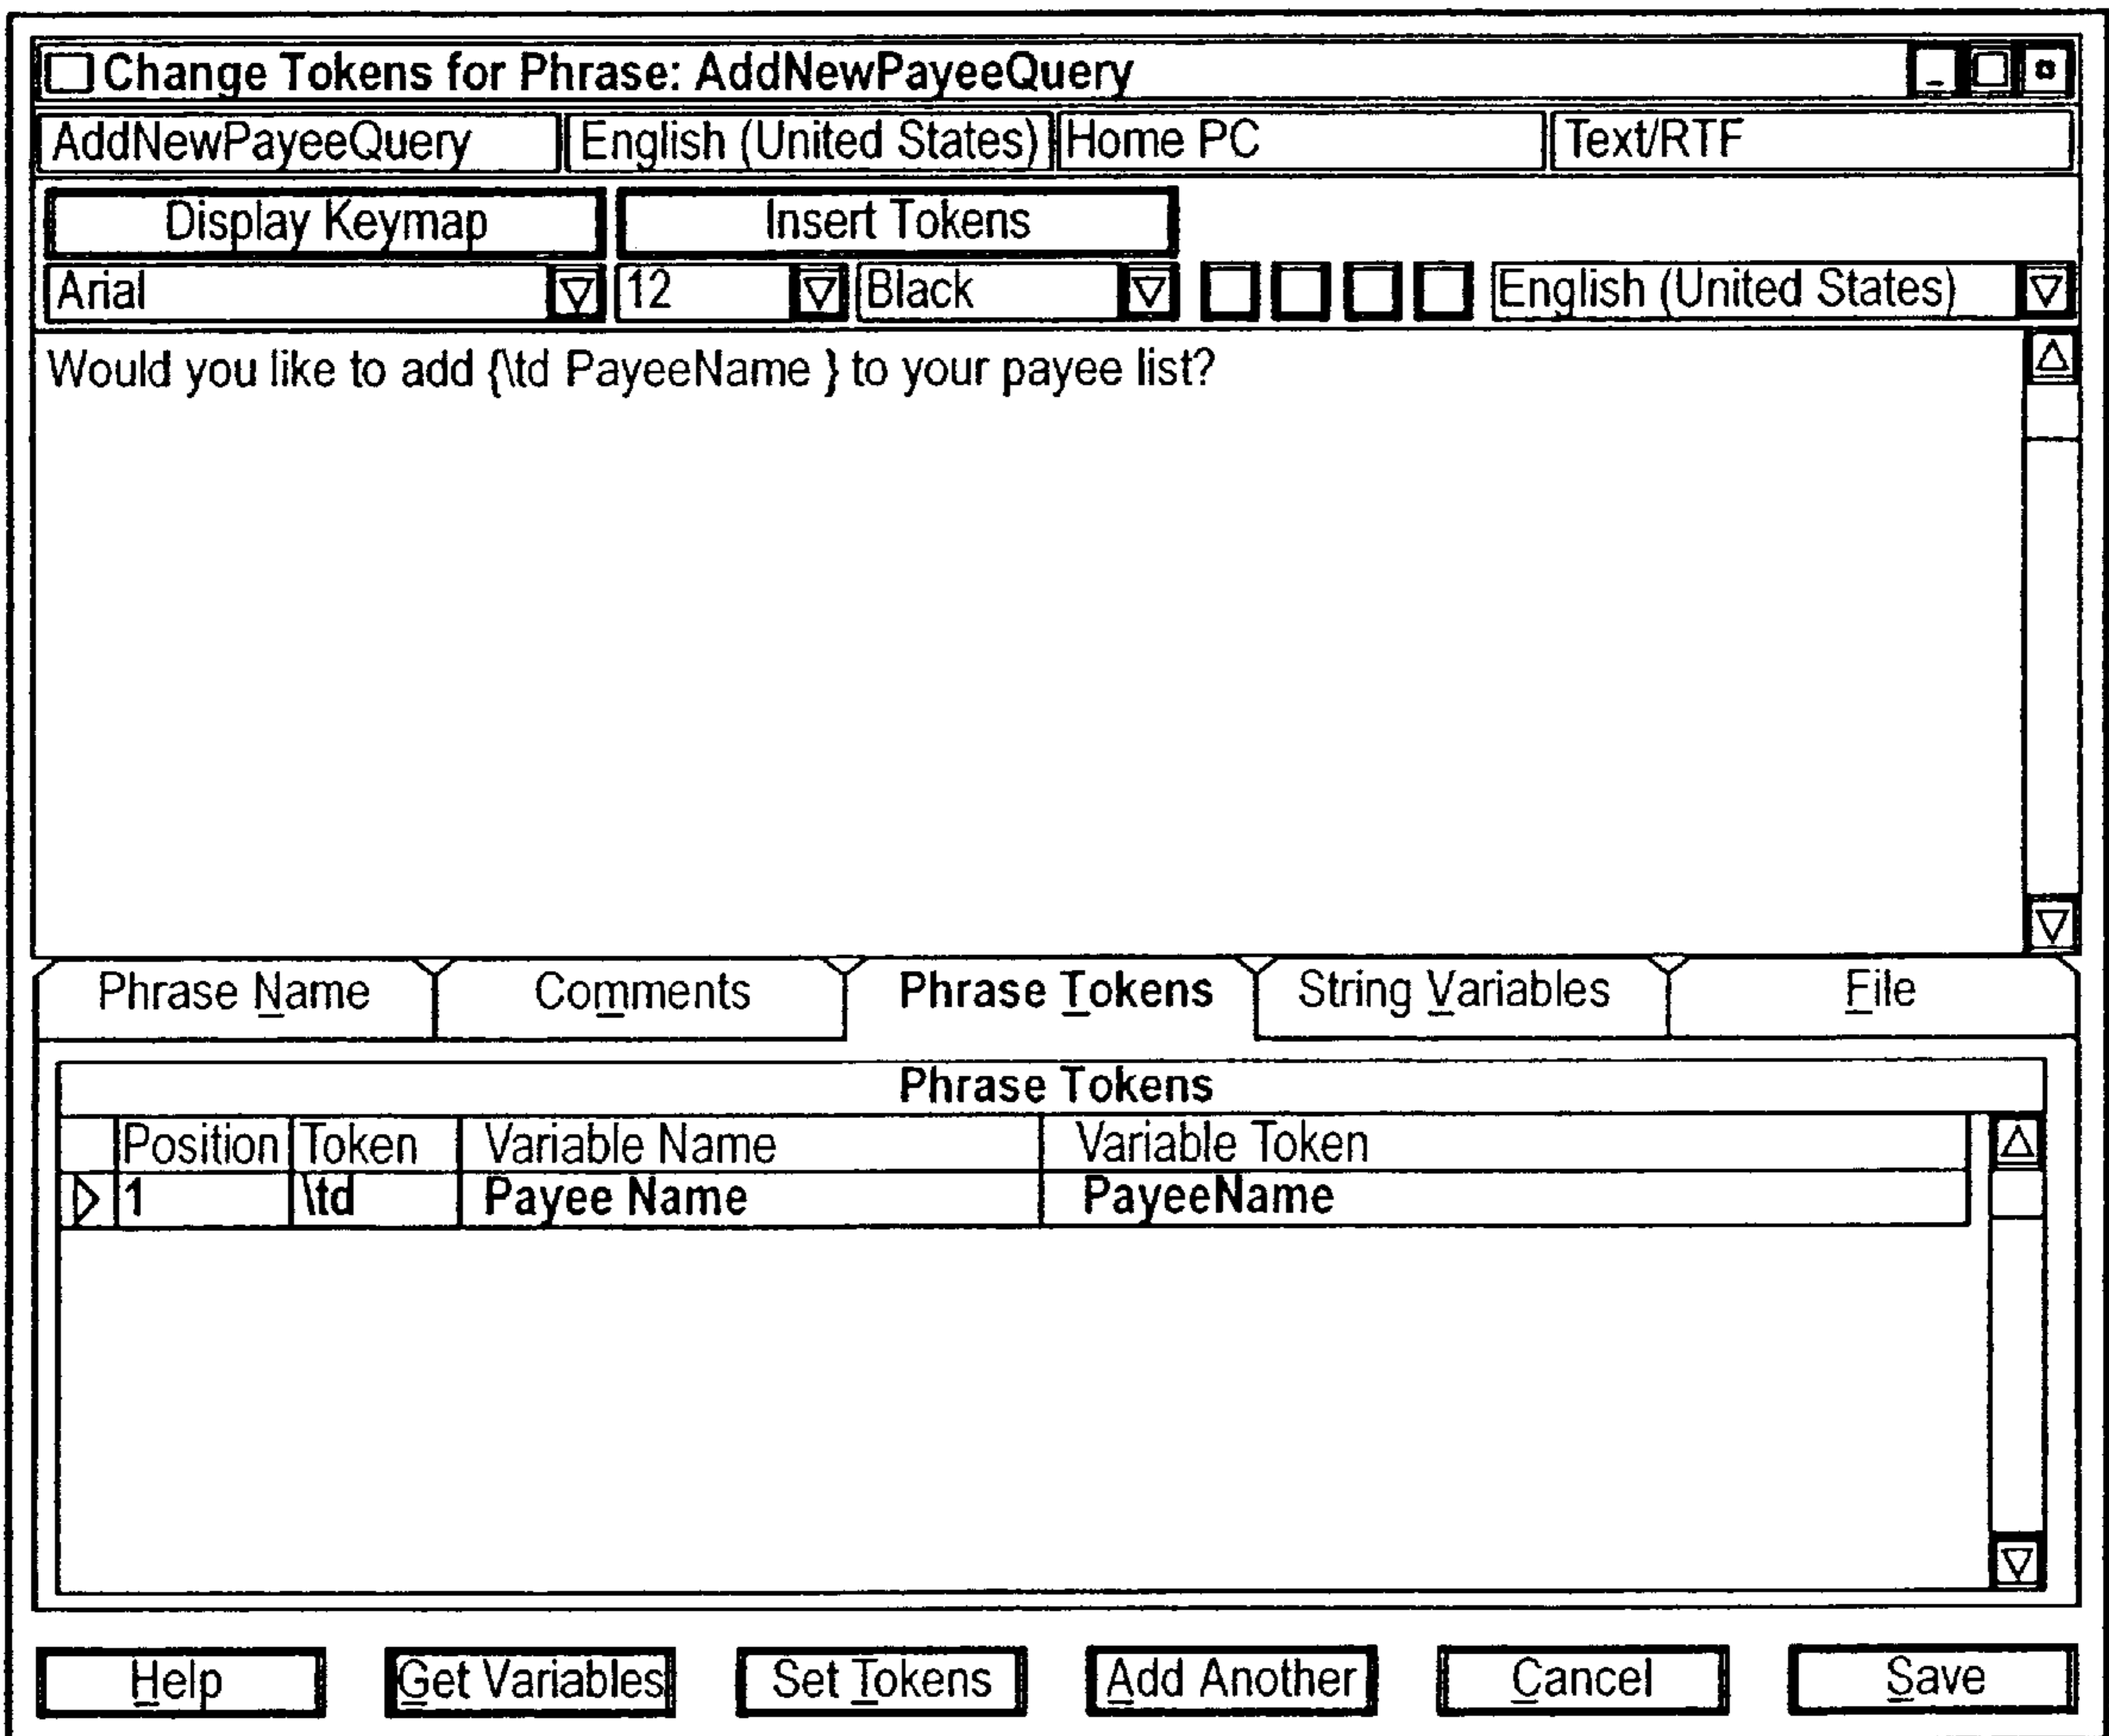 Change Tokens for Phrase: AddNewPayeeQuery
AddNewPayeeQuery English (United States) Home PC Text/RTF
Display Keymap Insert Tokens
Arial 12 Black English (United States)
Would you like to add {\td PayeeName } to your payee list?
Phrase Name Comments Phrase Tokens String Variables File
Phrase Tokens
Position Token Variable Name Variable Token
1 \td Payee Name PayeeName
Help Get Variables Set Tokens Add Another Cancel Save